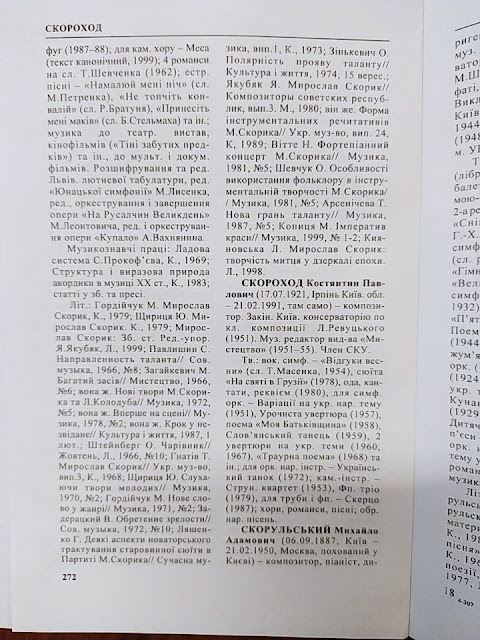 СКОРОХОД
фуг (1987–88); для кам. хору – Меса
(текст канонічний, 1999); 4 романси
на сл. Т.Шевченка (1962); естр.
пісні – «Намалюй мені ніч» (сл.
М.Петренка), «Не топчіть кон-
валій» (сл. Р.Братуня), «Принесіть
мені маків» (сл. Б.Стельмаха) та ін.;
музика до театр. вистав,
кінофільмів («Тіні забутих пред-
ків») та ін., до мульт. і докум.
фільмів. Розшифрування та ред.
Львів. лютневої табулатури, ред.
«Юнацької симфонії» М.Лисенка,
ред., оркестрування і завершення
опери «На Русалчин Великдень»
М.Леонтовича, ред. і оркеструван-
ня опери «Купало» А.Вахнянина.
Музикознавчі праці: Ладова
система С.Прокоф’єва, К., 1969;
Структура і виразова природа
акордики в музиці XX ст., К., 1983;
статті у зб. та пресі.
Літ.: Гордійчук М. Мирослав
Скорик, К., 1979; Щириця Ю. Ми-
рослав Скорик. К., 1979; Мирос-
лав Скорик: Зб. ст. Ред.-упор.
Я.Якубяк, Л., 1999; Павлишин С.
Направленность таланта// Сов.
музыка, 1966, №8; Загайкевич М.
Багатий засів// Мистецтво, 1966,
№6; вона ж. Нові твори М.Скори-
ка та Л.Колодуба// Музика, 1972,
№5; вона ж. Вперше на сцені// Му-
зика, 1978, №2; вона ж. Крок у не-
звідане// Культура і життя, 1987, 1
лют.; Штейнберг О. Чарівник//
Жовтень, Л., 1966, №10; Гнатів Т.
Мирослав Скорик// Укр. муз-во,
вип.3, К., 1968; Щириця Ю. Слуха-
ючи твори молодих// Музика,
1970, №2; Гордійчук М. Нове сло-
во у жанрі// Музика, 1971, №2; За-
дерацкий В. Обретение зрелости//
Сов. музыка, 1972, №10; Ляшен-
ко Г. Деякі аспекти новаторського
трактування старовинної сюїти в
Партиті М.Скорика// Сучасна му-
272
зика, вип.1, К., 1973; Зінькевич О.
Полярність прояву таланту//
Культура і життя, 1974, 15 верес.;
Якубяк Я. Мирослав Скорик//
Композиторы советских респуб-
лик, вып.3. М., 1980; він же. Форма
інструментальних речитативів
М.Скорика// Укр. муз-во, вип. 24,
К, 1989; Вітте Н. Фортепіанний
концерт М.Скорика// Музика,
1981, №5; Шевчук О. Особливості
використання фольклору в інстру-
ментальній творчості М.Скорика/
/ Музика, 1981, №5; Арсенічева Т.
Нова грань таланту// Музика,
1987, №5; Копиця М. Імператив
краси// Музика, 1999, № 1-2; Кия-
новська Л. Мирослав Скорик:
творчість митця у дзеркалі епохи.
Л., 1998.
СКОРОХОД Костянтин Пав-
лович (17.07.1921, Ірпінь Київ. обл.
– 21.02.1991, там само) – компози-
тор. Закін. Київ. консерваторію по
кл. композиції Л.Ревуцького
(1951). Муз. редактор вид-ва «Ми-
стецтво» (1951–55). Член СКУ.
Тв.: вок. симф. – «Відгуки вес-
ни» (сл. Т.Масенка, 1954), сюїта
«На святі в Грузії» (1978), ода, кан-
тати, реквієм (1980), для симф.
орк. – Варіації на укр. нар. тему
(1951), Урочиста увертюра (1957),
поема «Моя Батьківщина» (1958),
Слов’янський танець (1959), 2
увертюри на укр. теми (1960,
1967), «Траурна поема» (1968) та
ін.; для орк. нар. інстр. – Українсь-
кий танок (1972); кам.-інстр. –
Струн. квартет (1953), Фп. тріо
(1979), для труби і фп. – Скерцо
(1987); хори, романси, пісні; обр.
нар. пісень.
СКОРУЛЬСЬКИЙ Михайло
Адамович (06.09.1887, Київ –
21.02.1950, Москва, похований у
Києві) – композитор, піаніст, ди-
18 4-307